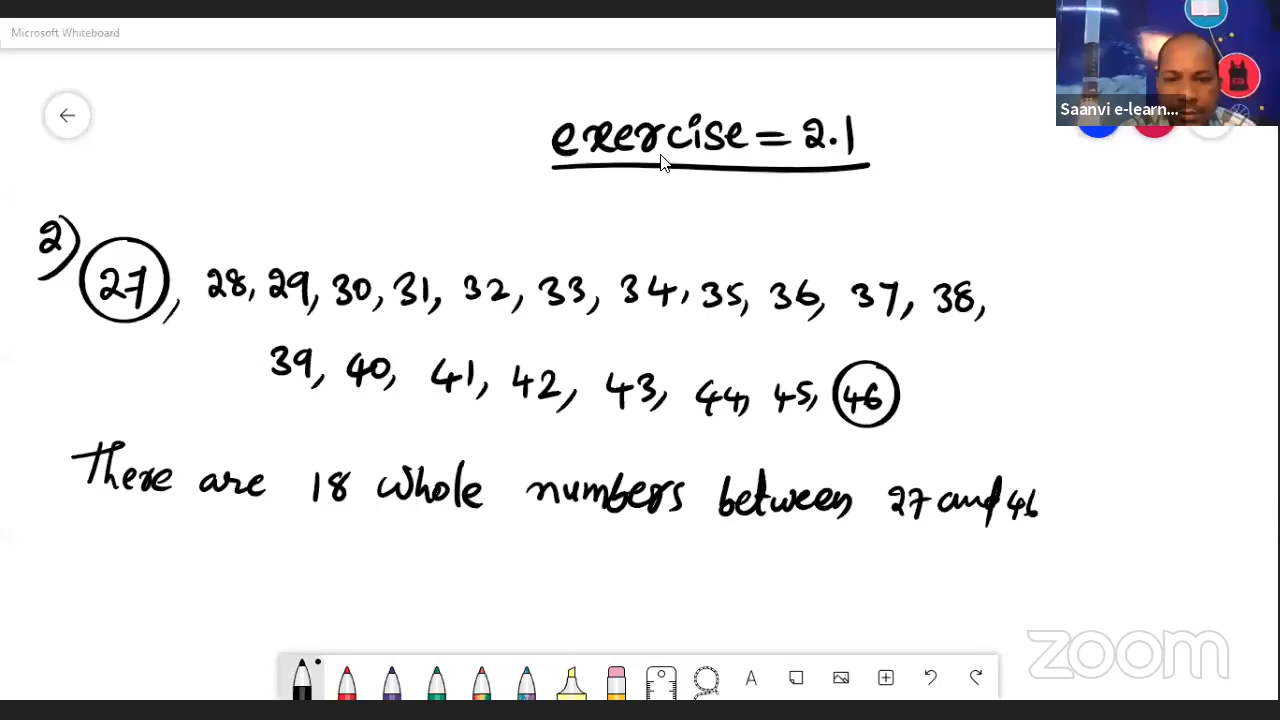 Microsoft Whiteboard
Saanvi e-learn...
exercise = 2.1
2) 27, 28, 29, 30, 31, 32, 33, 34, 35, 36, 37, 38,
39, 40, 41, 42, 43, 44, 45, 46
There are 18 whole numbers between 27 and 46
zoom